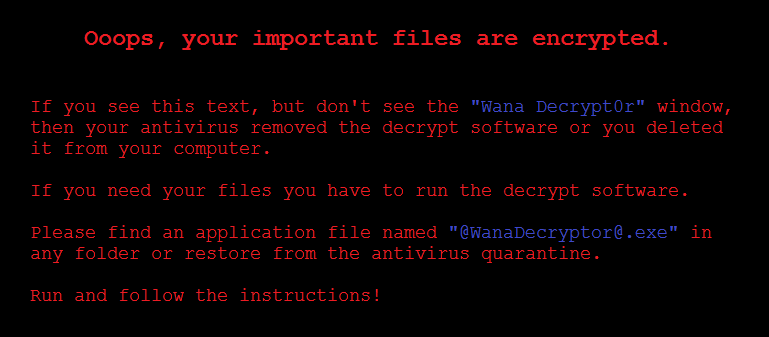 Ooops, your important files are encrypted.
If you see this text, but don't see the "Wana Decrypt0r" window,
then your antivirus removed the decrypt software or you deleted
it from your computer.
If you need your files you have to run the decrypt software.
Please find an application file named "@WanaDecryptor@.exe" in
any folder or restore from the antivirus quarantine.
Run and follow the instructions!